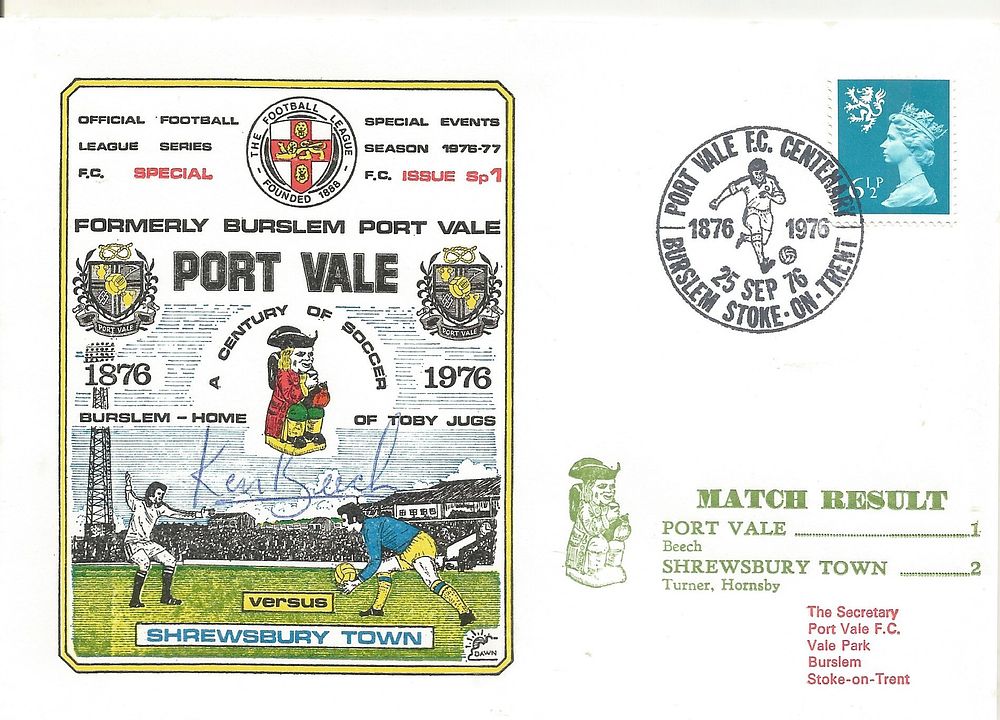 OFFICIAL FOOTBALL
LEAGUE SERIES
F.C. SPECIAL
THE FOOTBALL LEAGUE
FOUNDED 1888
SPECIAL EVENTS
SEASON 1976-77
F.C. ISSUE Sp1
FORMERLY BURSLEM PORT VALE
PORT VALE
PORT VALE
PORT VALE
A CENTURY OF SOCCER
1876
1976
BURSLEM - HOME
OF TOBY JUGS
Ken Beech
versus
SHREWSBURY TOWN
DAWN
PORT VALE F.C. CENTENARY
1876 1976
25 SEP 76
BURSLEM STOKE-ON-TRENT
6½P
MATCH RESULT
PORT VALE 1
Beech
SHREWSBURY TOWN 2
Turner, Hornsby
The Secretary
Port Vale F.C.
Vale Park
Burslem
Stoke-on-Trent